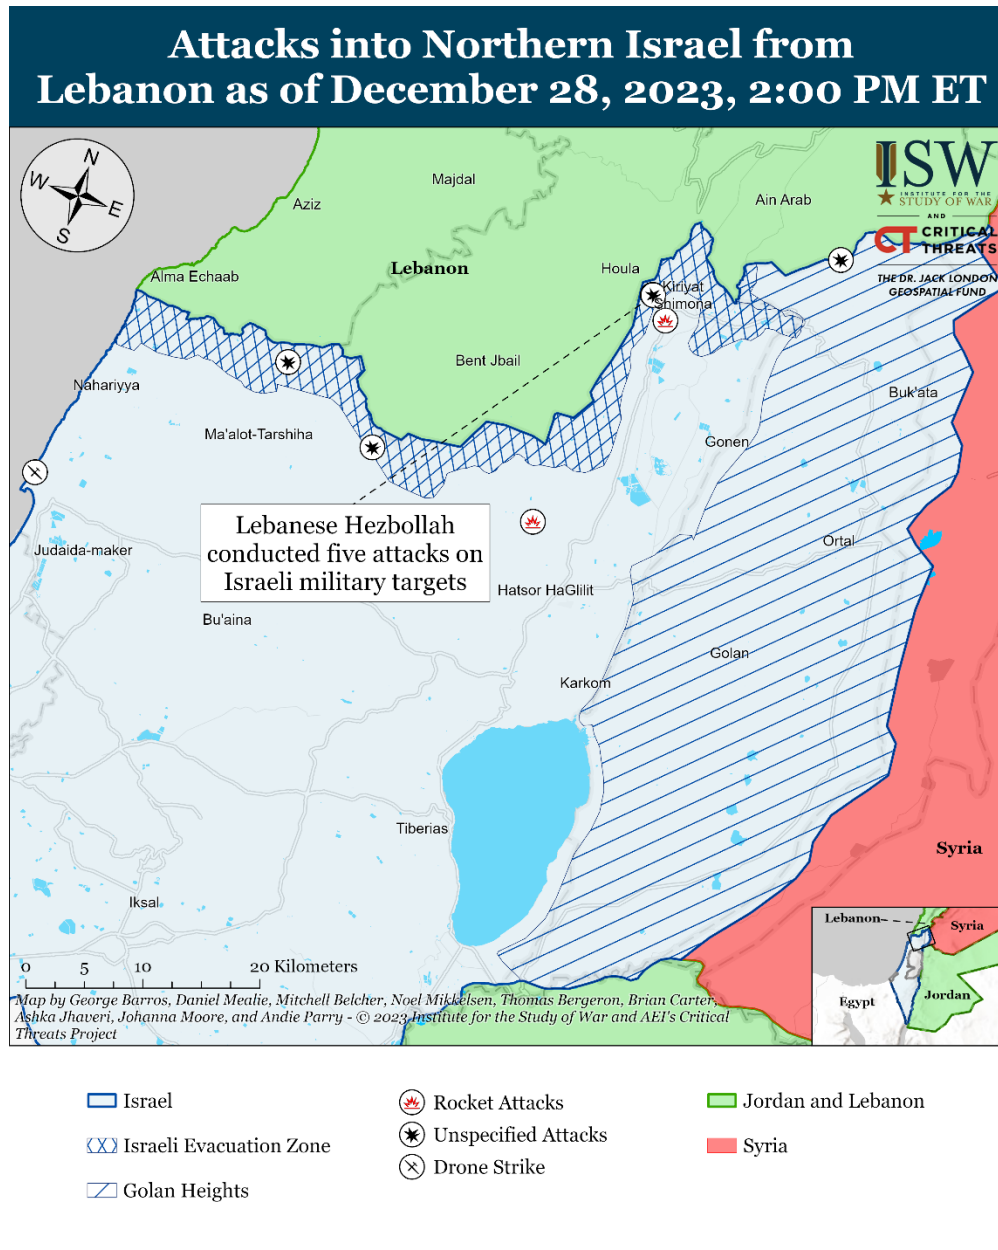 Attacks into Northern Israel from
Lebanon as of December 28, 2023, 2:00 PM ET
N
W
E
S
ISW
INSTITUTE FOR THE
STUDY OF WAR
AND
CT CRITICAL
THREATS
THE DR. JACK LONDON
GEOSPATIAL FUND
Majdal
Ain Arab
Aziz
Lebanon
Houla
Alma Echaab
Kiriyat
Shimona
Bent Jbail
Nahariyya
Buk'ata
Ma'alot-Tarshiha
Gonen
Lebanese Hezbollah
conducted five attacks on
Israeli military targets
Judaida-maker
Ortal
Hatsor HaGlilit
Bu'aina
Golan
Karkom
Tiberias
Syria
Iksal
Lebanon
Syria
Egypt
Jordan
0 5 10 20 Kilometers
Map by George Barros, Daniel Mealie, Mitchell Belcher, Noel Mikkelsen, Thomas Bergeron, Brian Carter,
Ashka Jhaveri, Johanna Moore, and Andie Parry - © 2023 Institute for the Study of War and AEI's Critical
Threats Project
Israel
Israeli Evacuation Zone
Golan Heights
Rocket Attacks
Unspecified Attacks
Drone Strike
Jordan and Lebanon
Syria